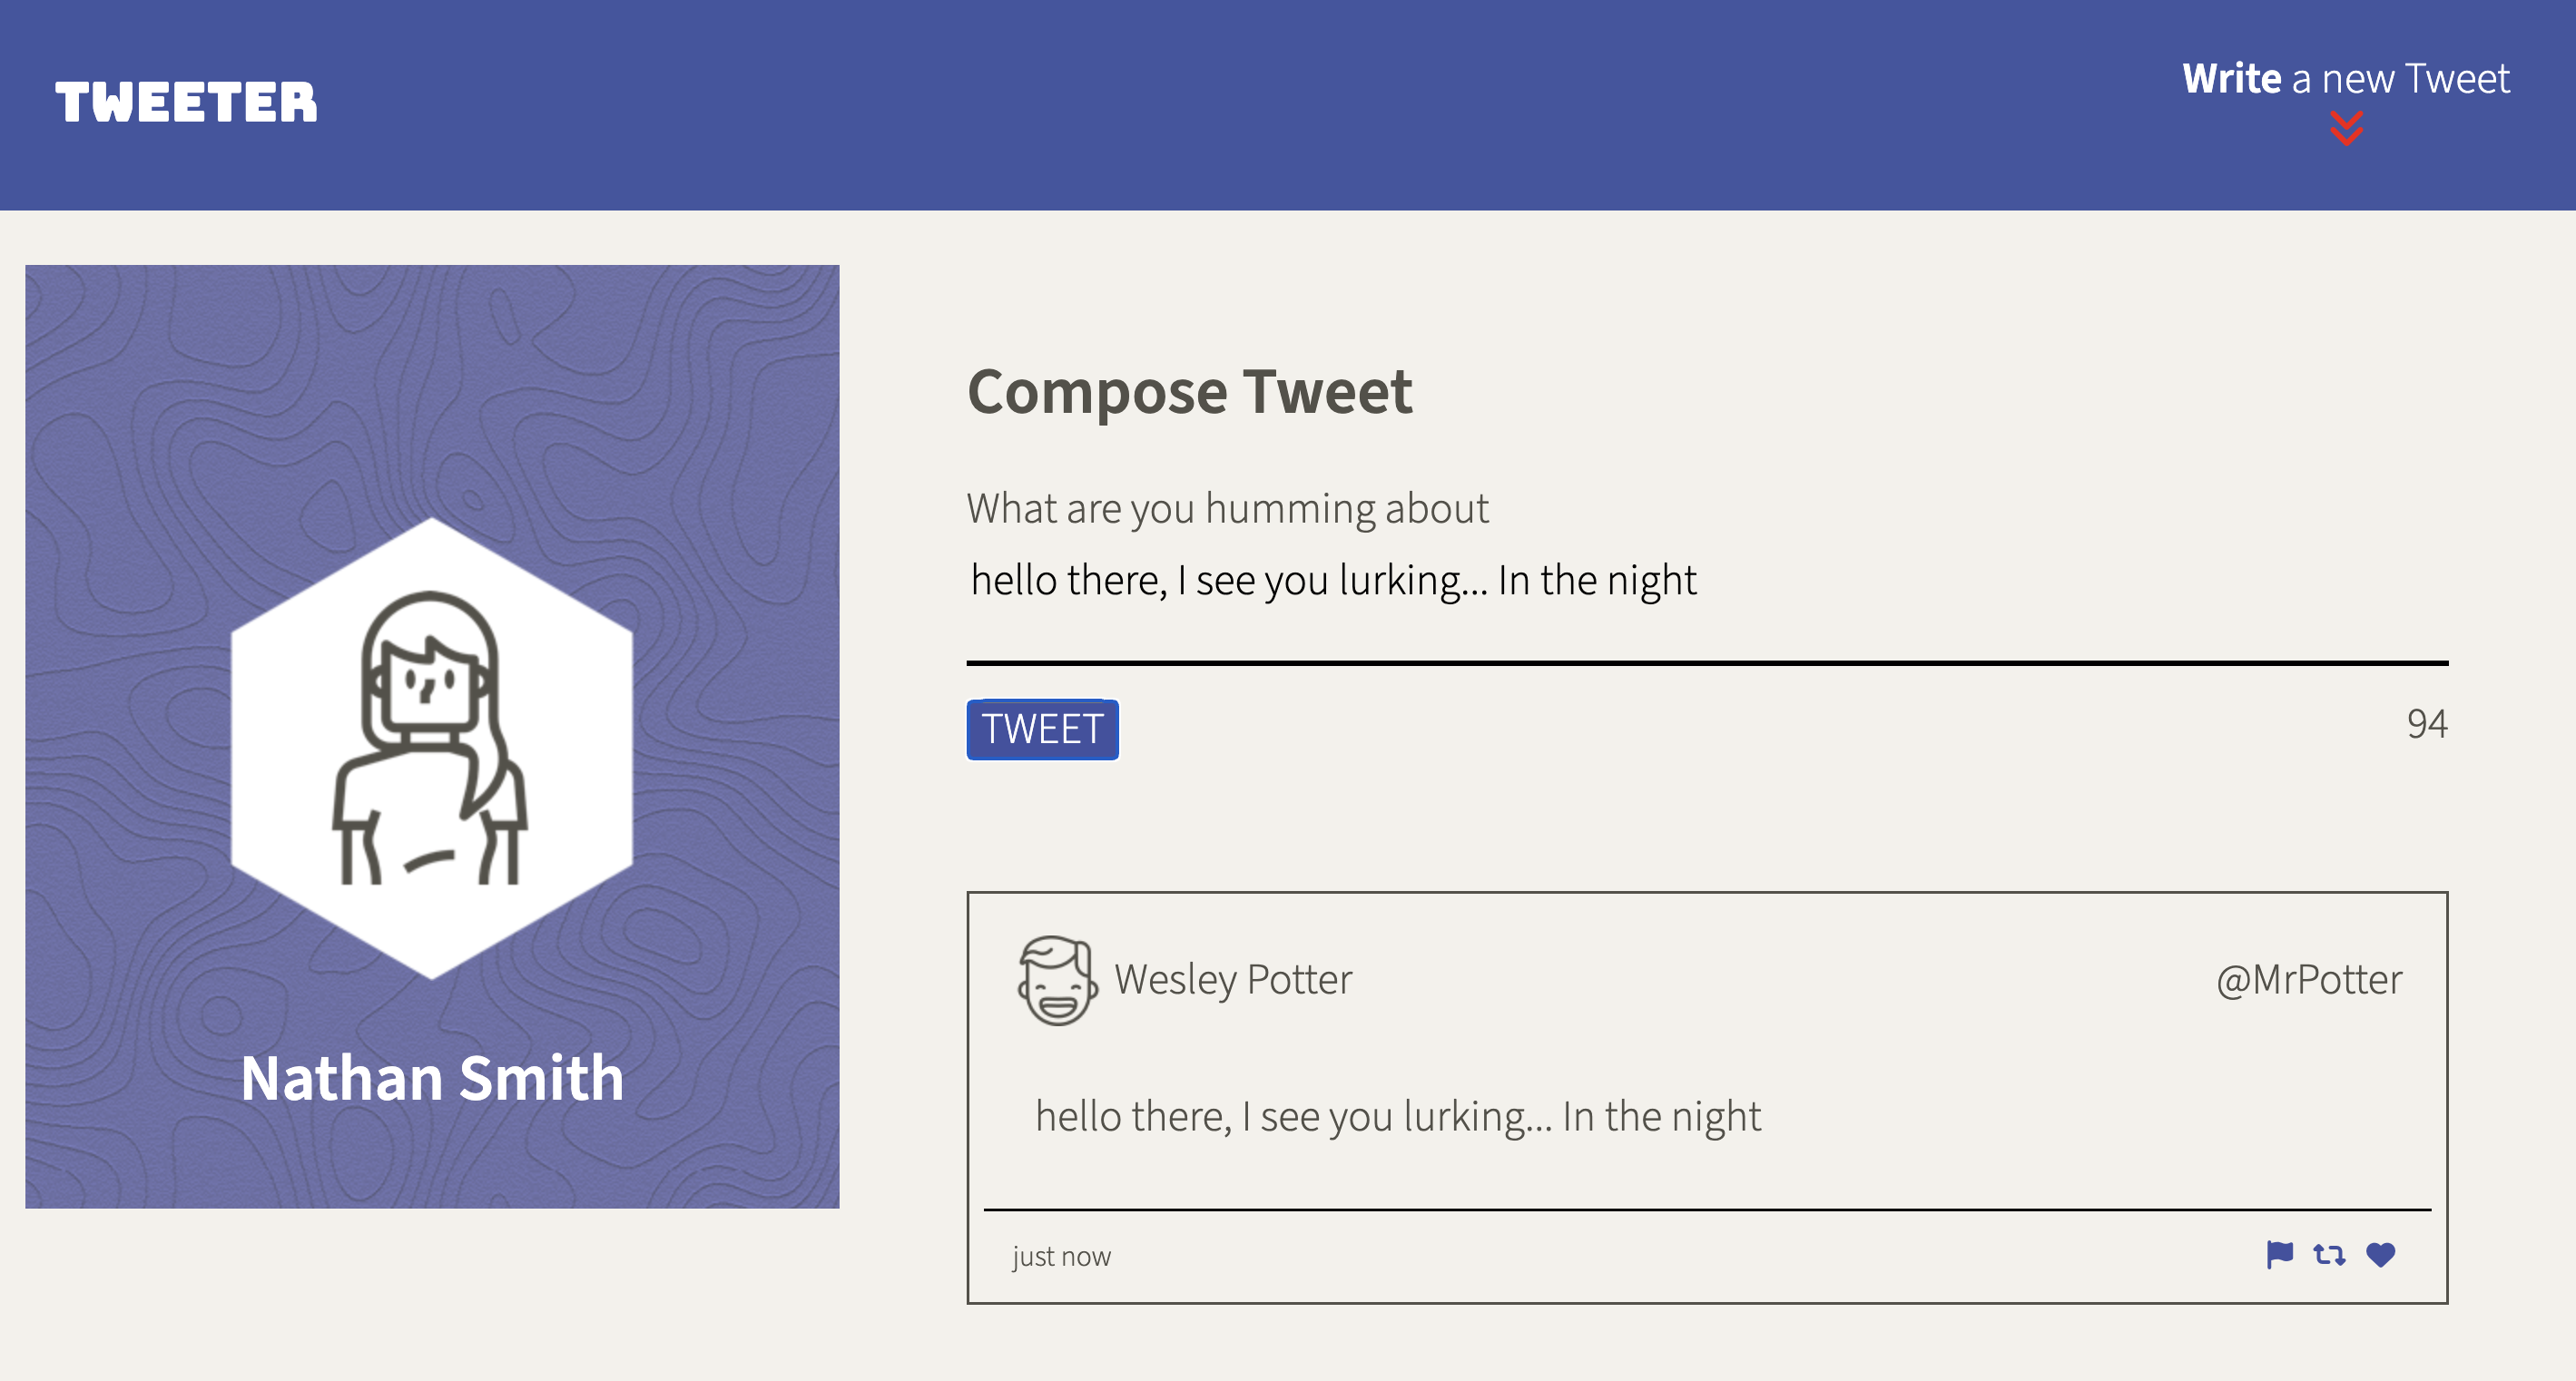 TWEETER
Write a new Tweet
Compose Tweet
What are you humming about
hello there, I see you lurking... In the night
TWEET
94
Wesley Potter
@MrPotter
hello there, I see you lurking... In the night
just now
Nathan Smith